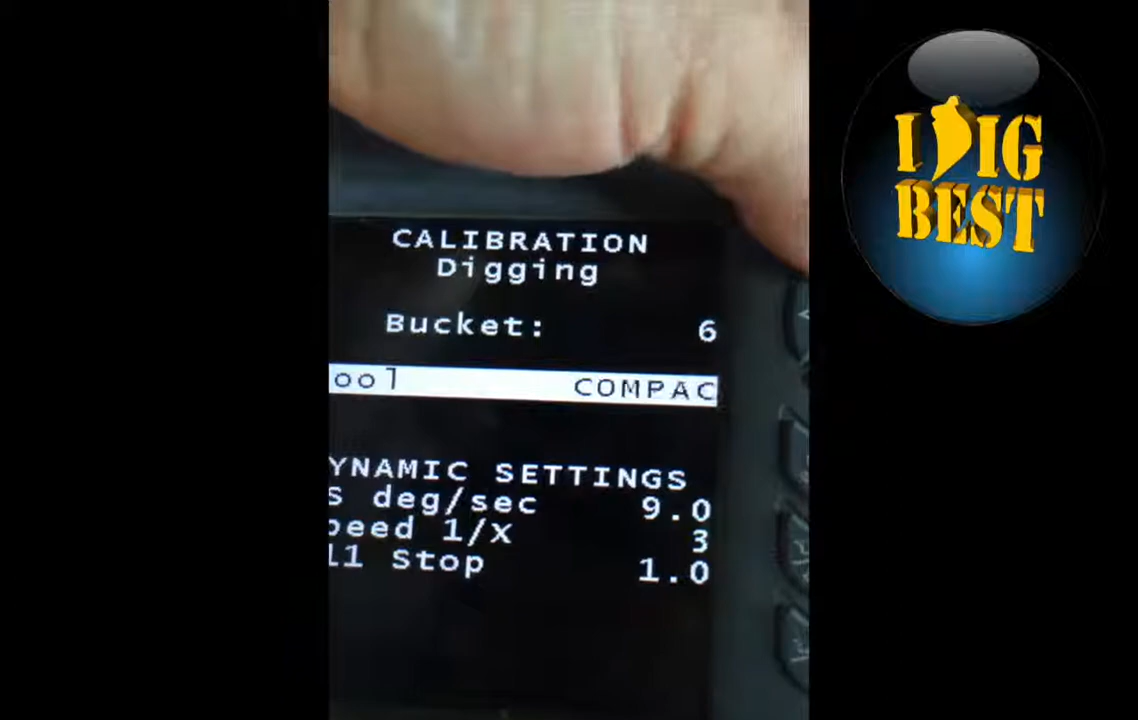 CALIBRATION
Digging
Bucket: 6
ool COMPAC
YNAMIC SETTINGS
S deg/sec 9.0
peed 1/X 3
ll Stop 1.0
I DIG
BEST